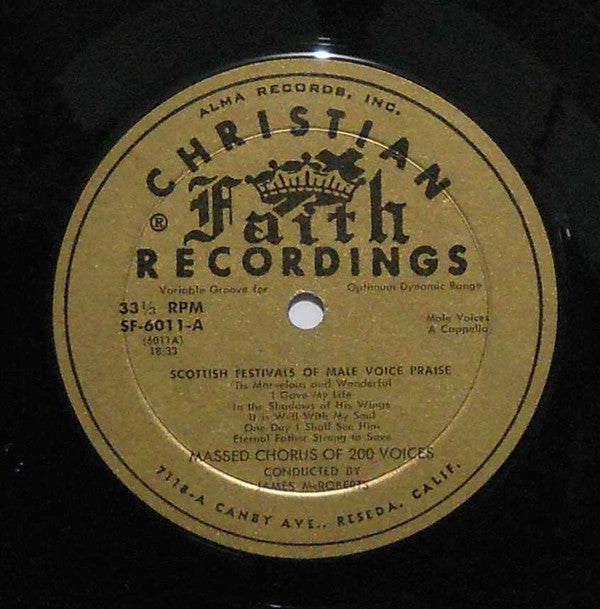 ALMA RECORDS, INC.
CHRISTIAN
Faith
®
RECORDINGS
Variable Groove for Optimum Dynamic Range
33⅓ RPM
SF-6011-A
(6011A)
18:33
Male Voices
A Cappella
SCOTTISH FESTIVALS OF MALE VOICE PRAISE
'Tis Marvelous and Wonderful
I Gave My Life
In the Shadows of His Wings
It is Well With My Soul
One Day I Shall See Him
Eternal Father Strong to Save
MASSED CHORUS OF 200 VOICES
CONDUCTED BY
JAMES McROBERTS
7118-A CANBY AVE., RESEDA, CALIF.